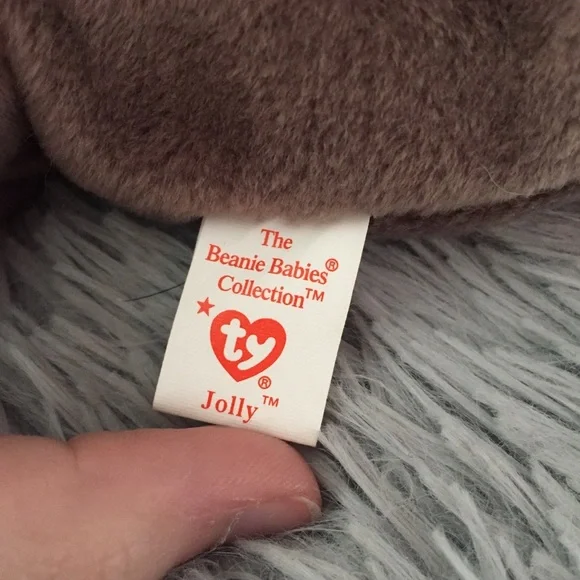 The
Beanie Babies®
Collection™
ty
®
Jolly™